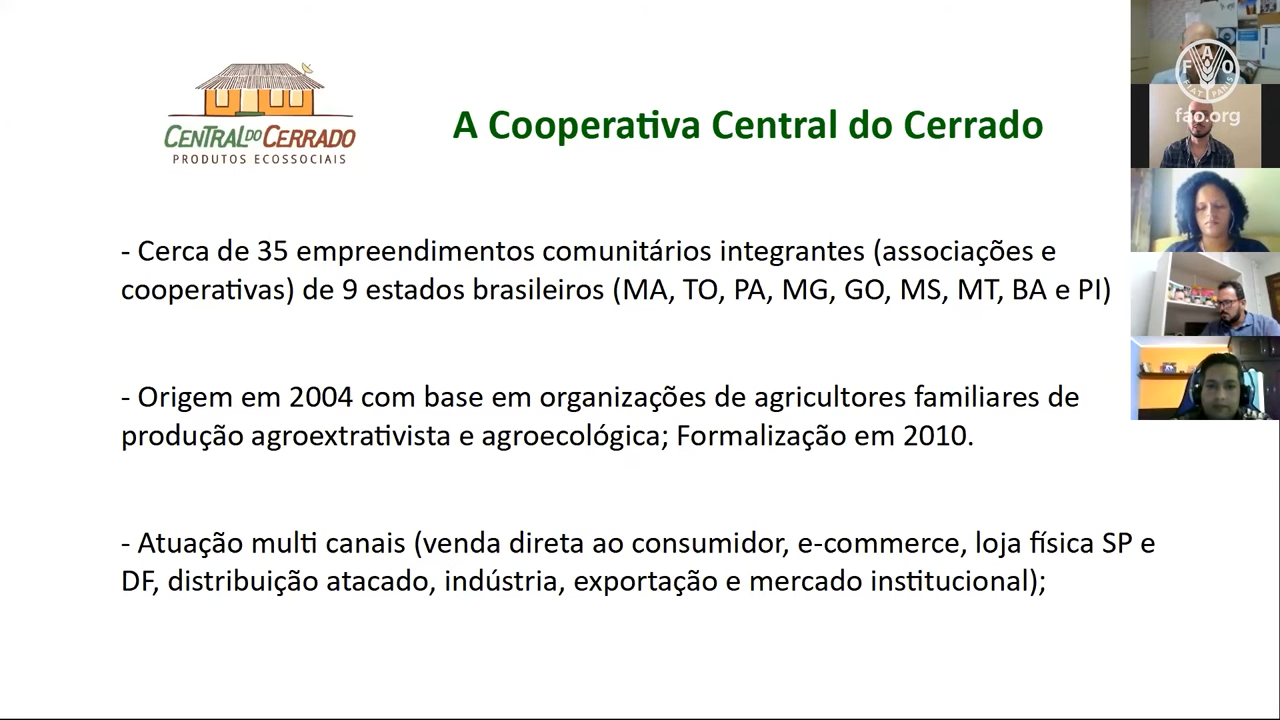 CENTRAL DO CERRADO
PRODUTOS ECOSSOCIAIS
A Cooperativa Central do Cerrado
- Cerca de 35 empreendimentos comunitários integrantes (associações e
cooperativas) de 9 estados brasileiros (MA, TO, PA, MG, GO, MS, MT, BA e PI)
- Origem em 2004 com base em organizações de agricultores familiares de
produção agroextrativista e agroecológica; Formalização em 2010.
- Atuação multi canais (venda direta ao consumidor, e-commerce, loja física SP e
DF, distribuição atacado, indústria, exportação e mercado institucional);
F A O
FIAT PANIS
fao.org